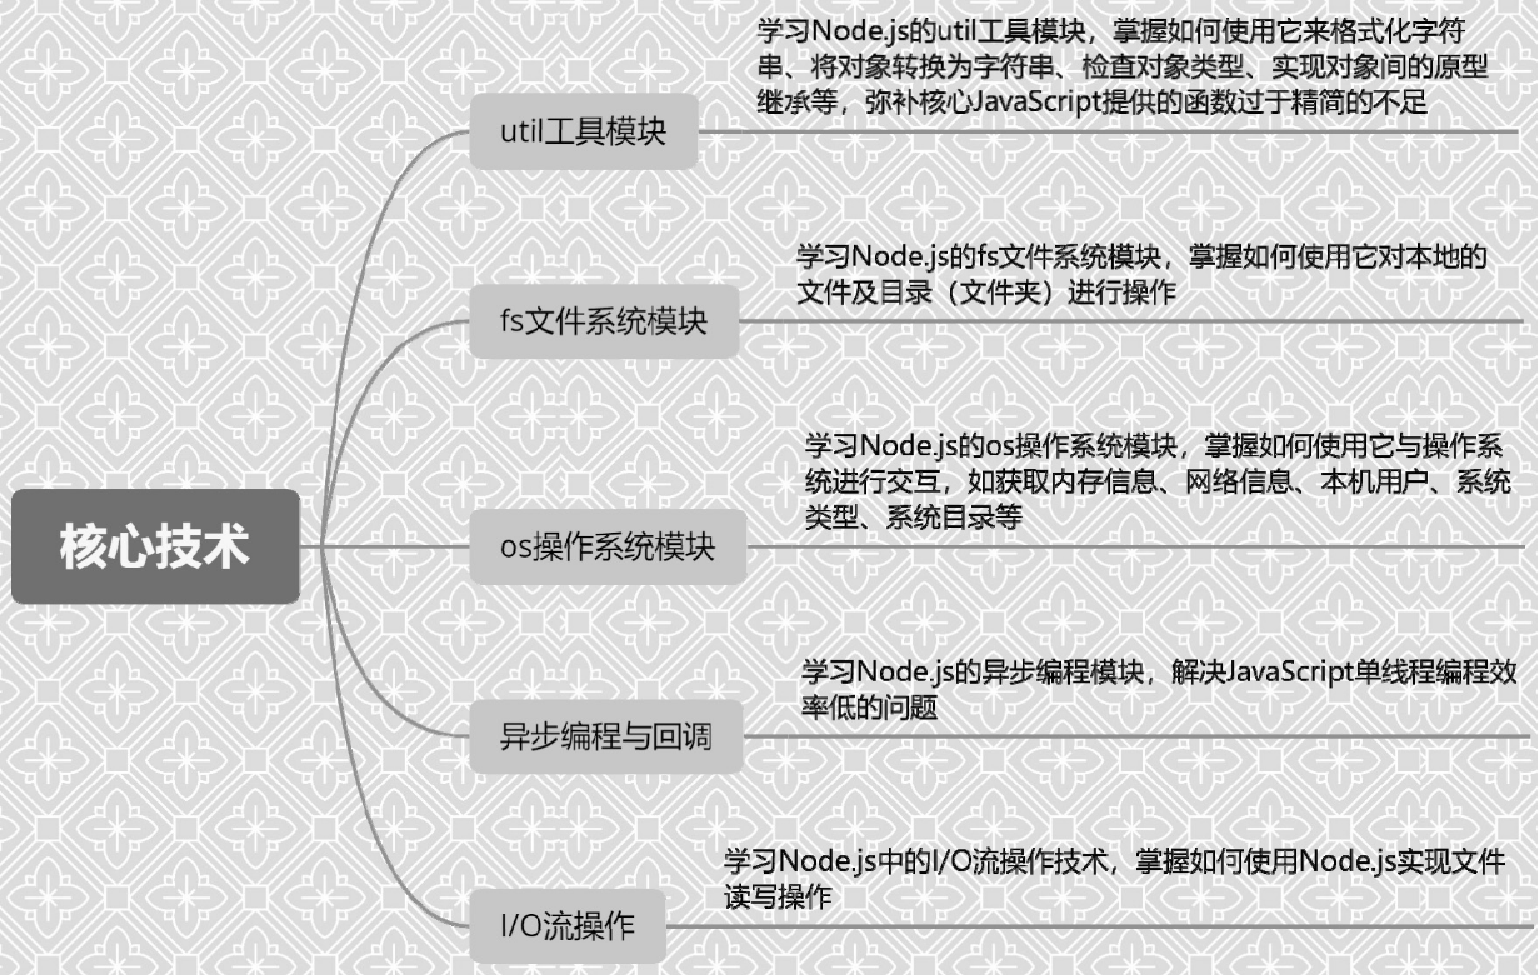 学习Node.js的util工具模块，掌握如何使用它来格式化字符
串、将对象转换为字符串、检查对象类型、实现对象间的原型
继承等，弥补核心JavaScript提供的函数过于精简的不足
util工具模块
学习Node.js的fs文件系统模块，掌握如何使用它对本地的
文件及目录（文件夹）进行操作
fs文件系统模块
学习Node.js的os操作系统模块，掌握如何使用它与操作系
统进行交互，如获取内存信息、网络信息、本机用户、系统
类型、系统目录等
核心技术
os操作系统模块
学习Node.js的异步编程模块，解决JavaScript单线程编程效
率低的问题
异步编程与回调
学习Node.js中的I/O流操作技术，掌握如何使用Node.js实现文件
读写操作
I/O流操作